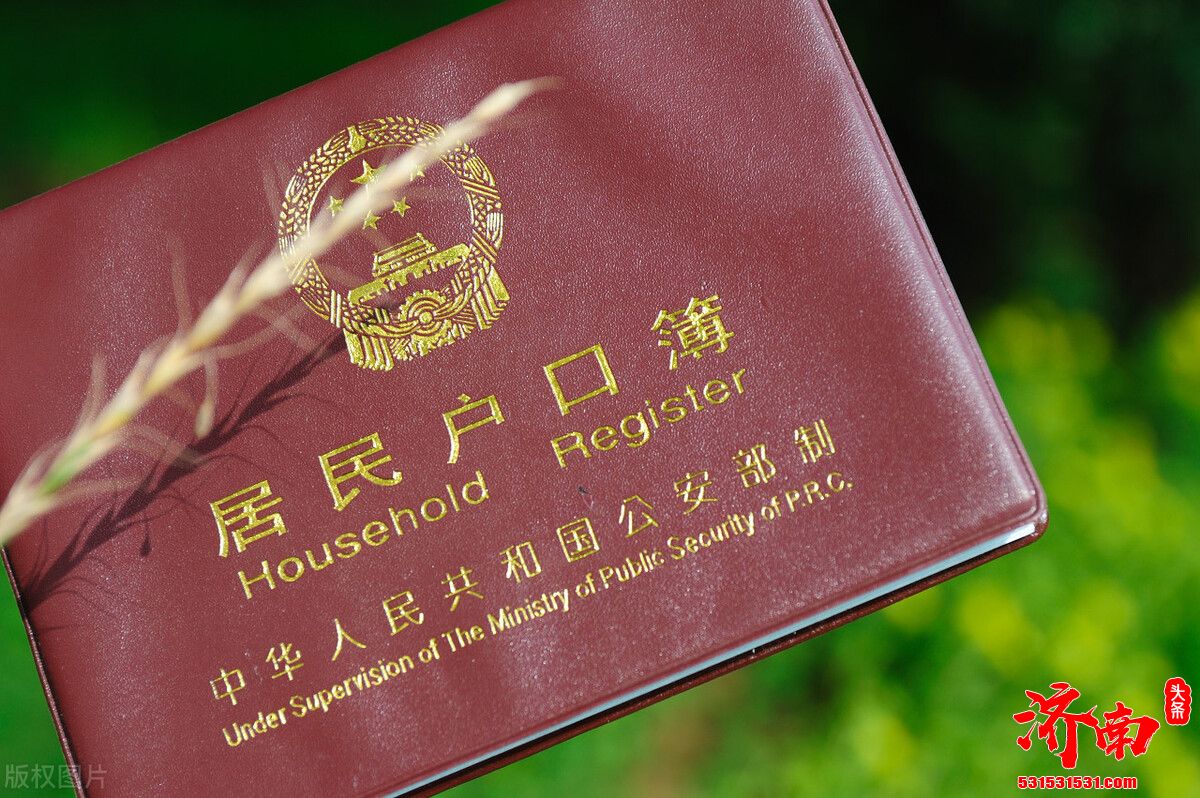 居民户口簿
Household Register
中华人民共和国公安部制
Under Supervision of The Ministry of Public Security of P.R.C.
版权图片
济南
头条
531531531.com